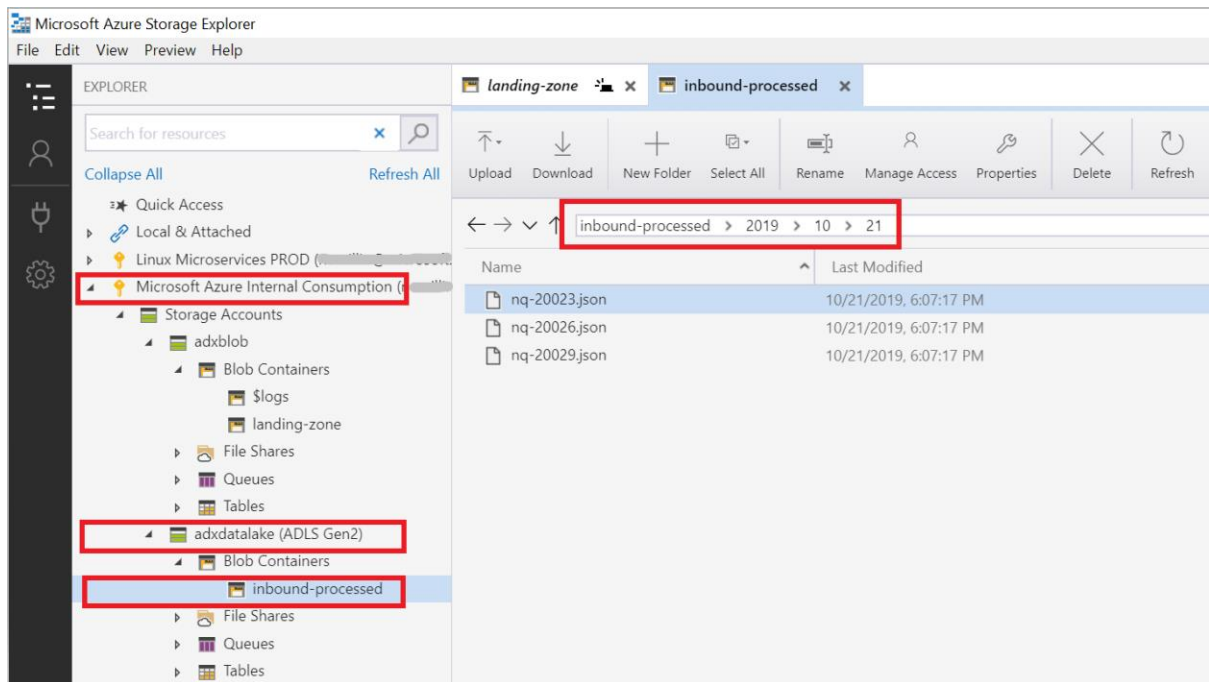 Microsoft Azure Storage Explorer
File Edit View Preview Help
EXPLORER
Search for resources
Collapse All Refresh All
Quick Access
Local & Attached
Linux Microservices PROD (
Microsoft Azure Internal Consumption (
Storage Accounts
adxblob
Blob Containers
$logs
landing-zone
File Shares
Queues
Tables
adxdatalake (ADLS Gen2)
Blob Containers
inbound-processed
File Shares
Queues
Tables
landing-zone inbound-processed
Upload Download New Folder Select All Rename Manage Access Properties Delete Refresh
inbound-processed > 2019 > 10 > 21
Name Last Modified
nq-20023.json 10/21/2019, 6:07:17 PM
nq-20026.json 10/21/2019, 6:07:17 PM
nq-20029.json 10/21/2019, 6:07:17 PM